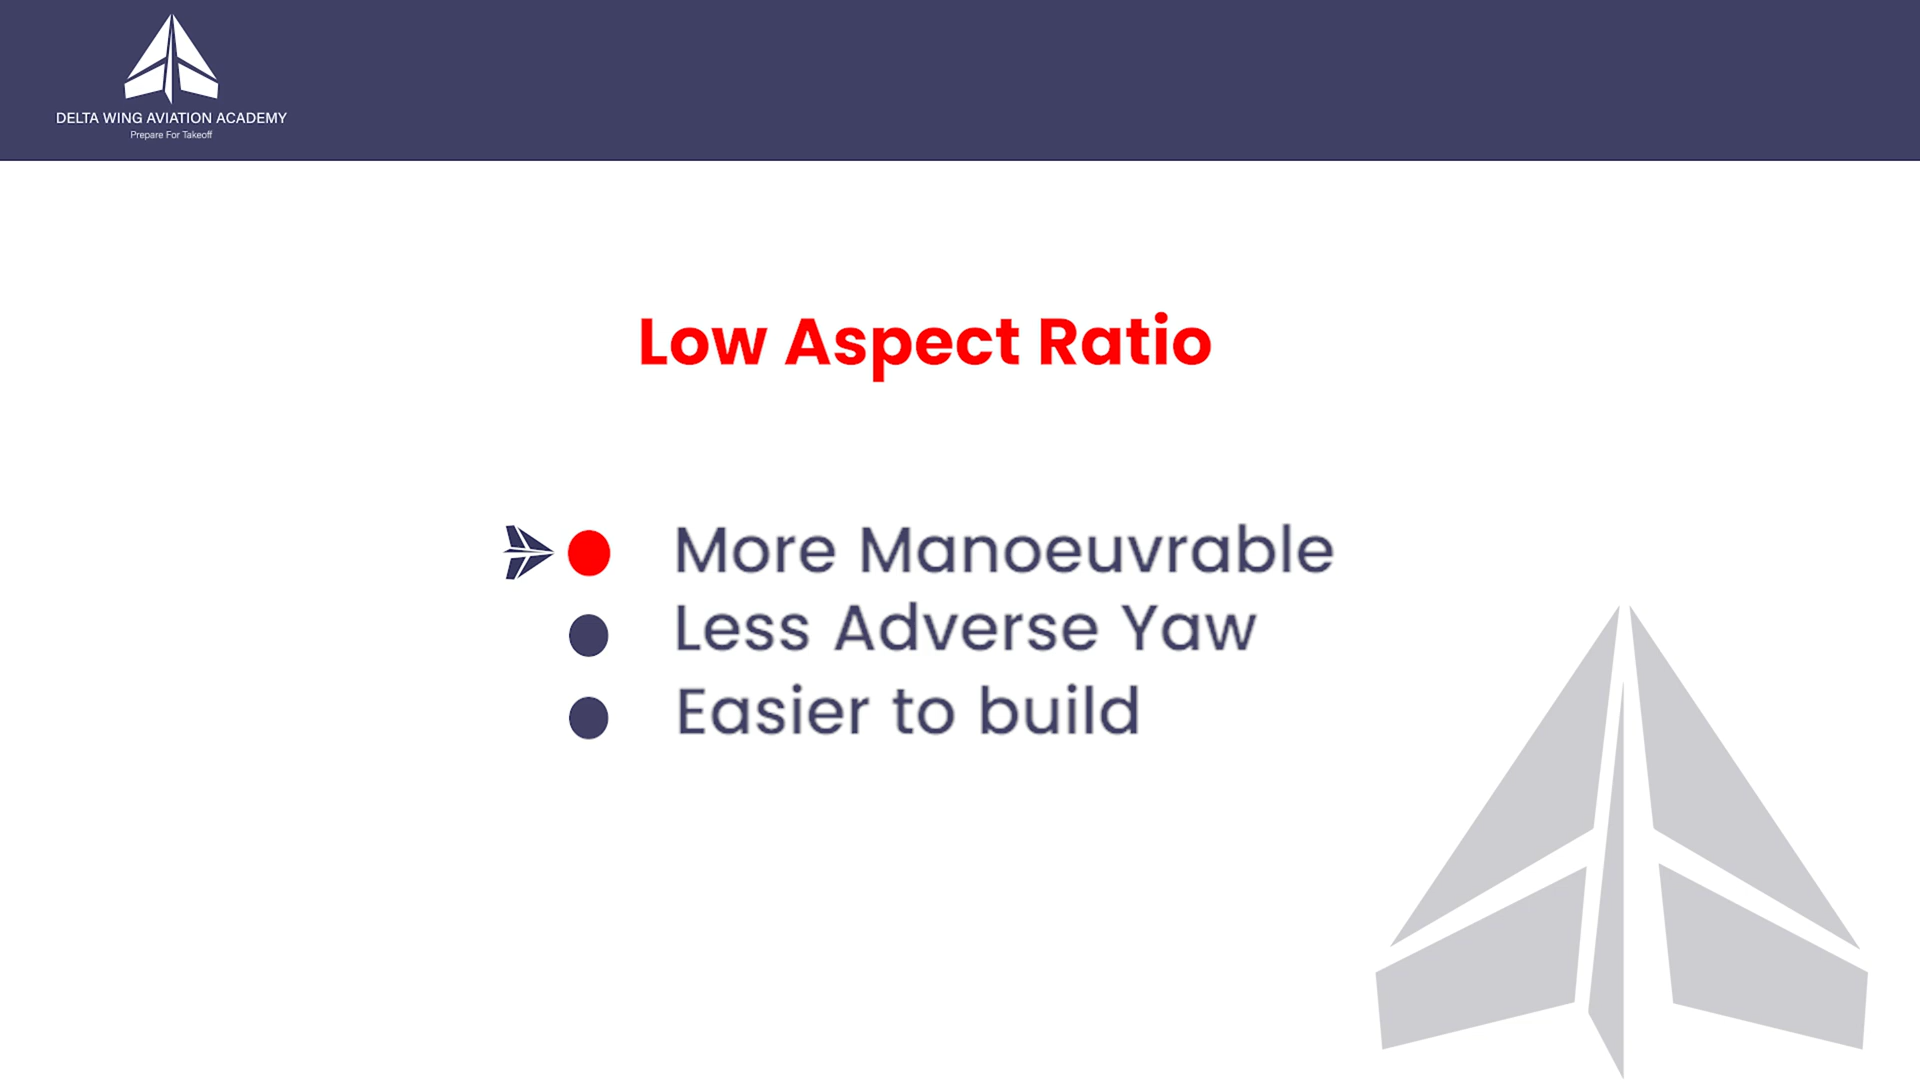 DELTA WING AVIATION ACADEMY
Prepare For Takeoff
Low Aspect Ratio
More Manoeuvrable
Less Adverse Yaw
Easier to build